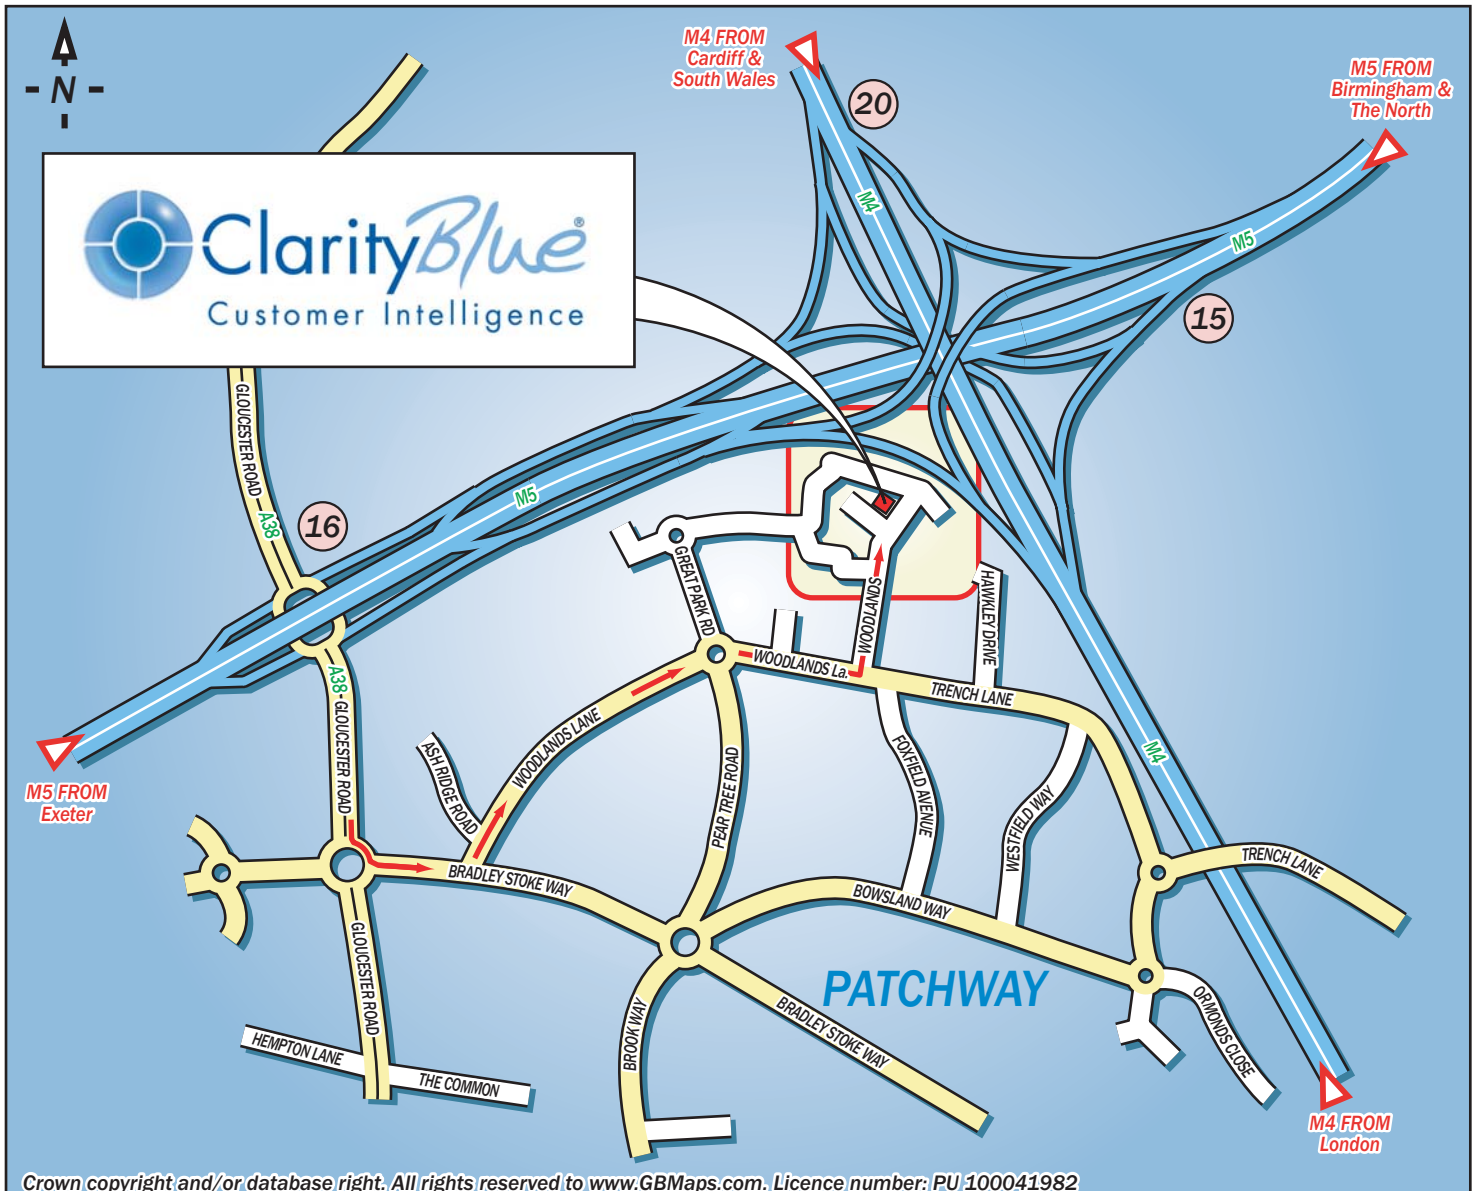 N
M4 FROM
Cardiff &
South Wales
20
M5 FROM
Birmingham &
The North
M4
M5
ClarityBlue®
Customer Intelligence
15
GLOUCESTER ROAD
A38
16
M5
GREAT PARK RD
WOODLANDS
HAWKLEY DRIVE
WOODLANDS La.
TRENCH LANE
A38
GLOUCESTER ROAD
WOODLANDS LANE
ASH RIDGE ROAD
PEAR TREE ROAD
FOXFIELD AVENUE
WESTFIELD WAY
M4
M5 FROM
Exeter
BRADLEY STOKE WAY
BOWSLAND WAY
TRENCH LANE
GLOUCESTER ROAD
PATCHWAY
BROOK WAY
BRADLEY STOKE WAY
ORMONDS CLOSE
HEMPTON LANE
THE COMMON
M4 FROM
London
Crown copyright and/or database right. All rights reserved to www.GBMaps.com. Licence number: PU 100041982